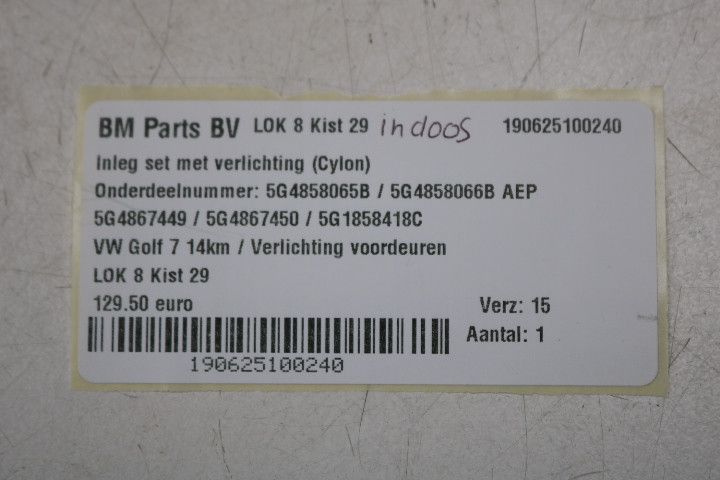 BM Parts BV LOK 8 Kist 29 in doos 190625100240
Inleg set met verlichting (Cylon)
Onderdeelnummer: 5G4858065B / 5G4858066B AEP
5G4867449 / 5G4867450 / 5G1858418C
VW Golf 7 14km / Verlichting voordeuren
LOK 8 Kist 29
129.50 euro Verz: 15
Aantal: 1
190625100240